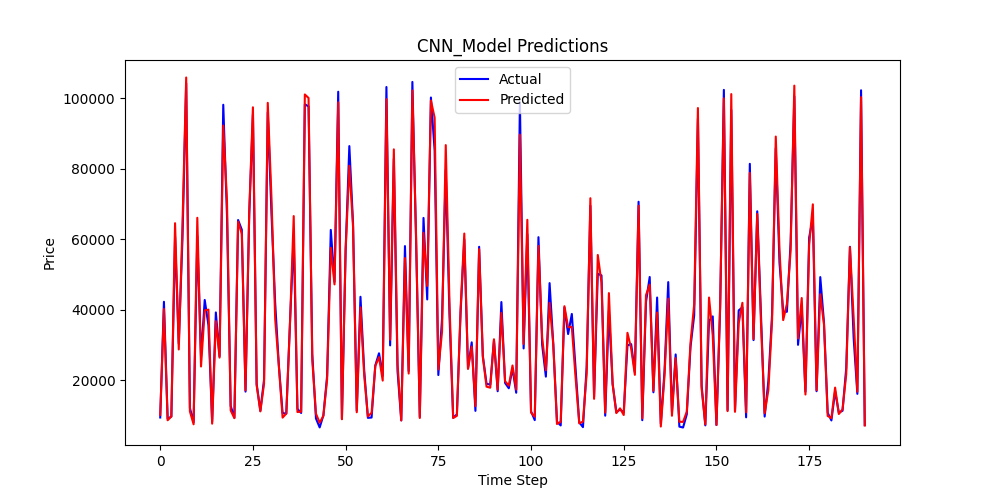 CNN_Model Predictions
Actual
Predicted
Price
100000
80000
60000
40000
20000
0 25 50 75 100 125 150 175
Time Step